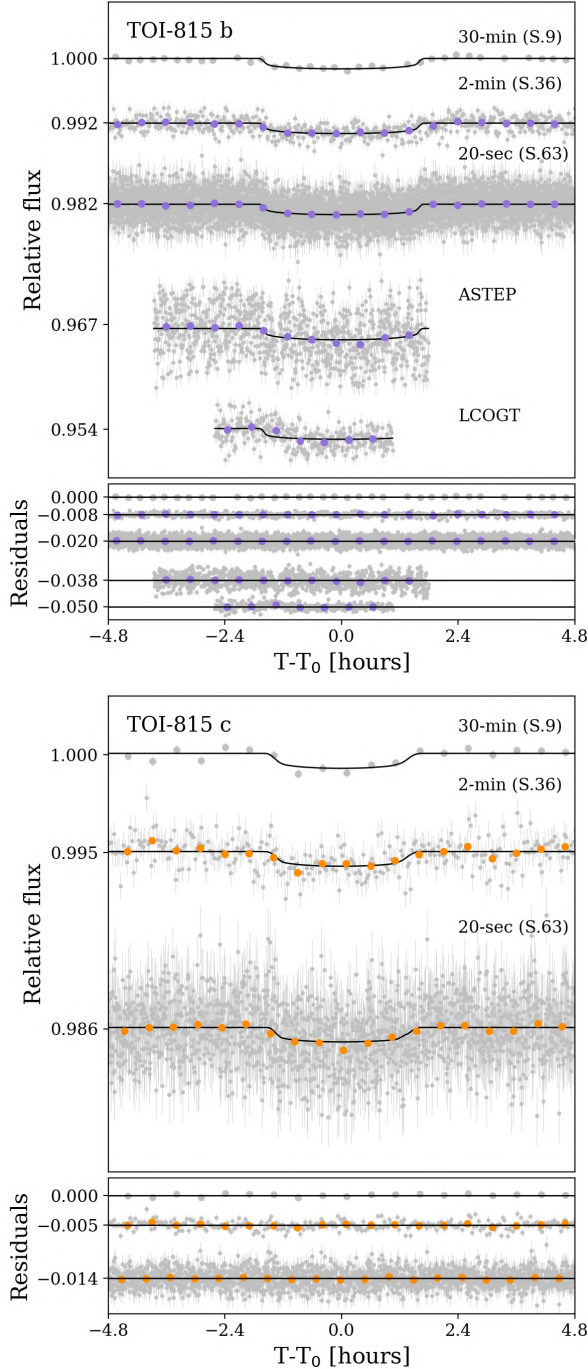 TOI-815 b
30-min (S.9)
1.000
2-min (S.36)
0.992
20-sec (S.63)
0.982
Relative flux
ASTEP
0.967
LCOGT
0.954
0.000
−0.008
−0.020
−0.038
−0.050
Residuals
−4.8 −2.4 0.0 2.4 4.8
T-T0 [hours]
TOI-815 c
30-min (S.9)
1.000
2-min (S.36)
0.995
20-sec (S.63)
Relative flux
0.986
0.000
−0.005
−0.014
Residuals
−4.8 −2.4 0.0 2.4 4.8
T-T0 [hours]